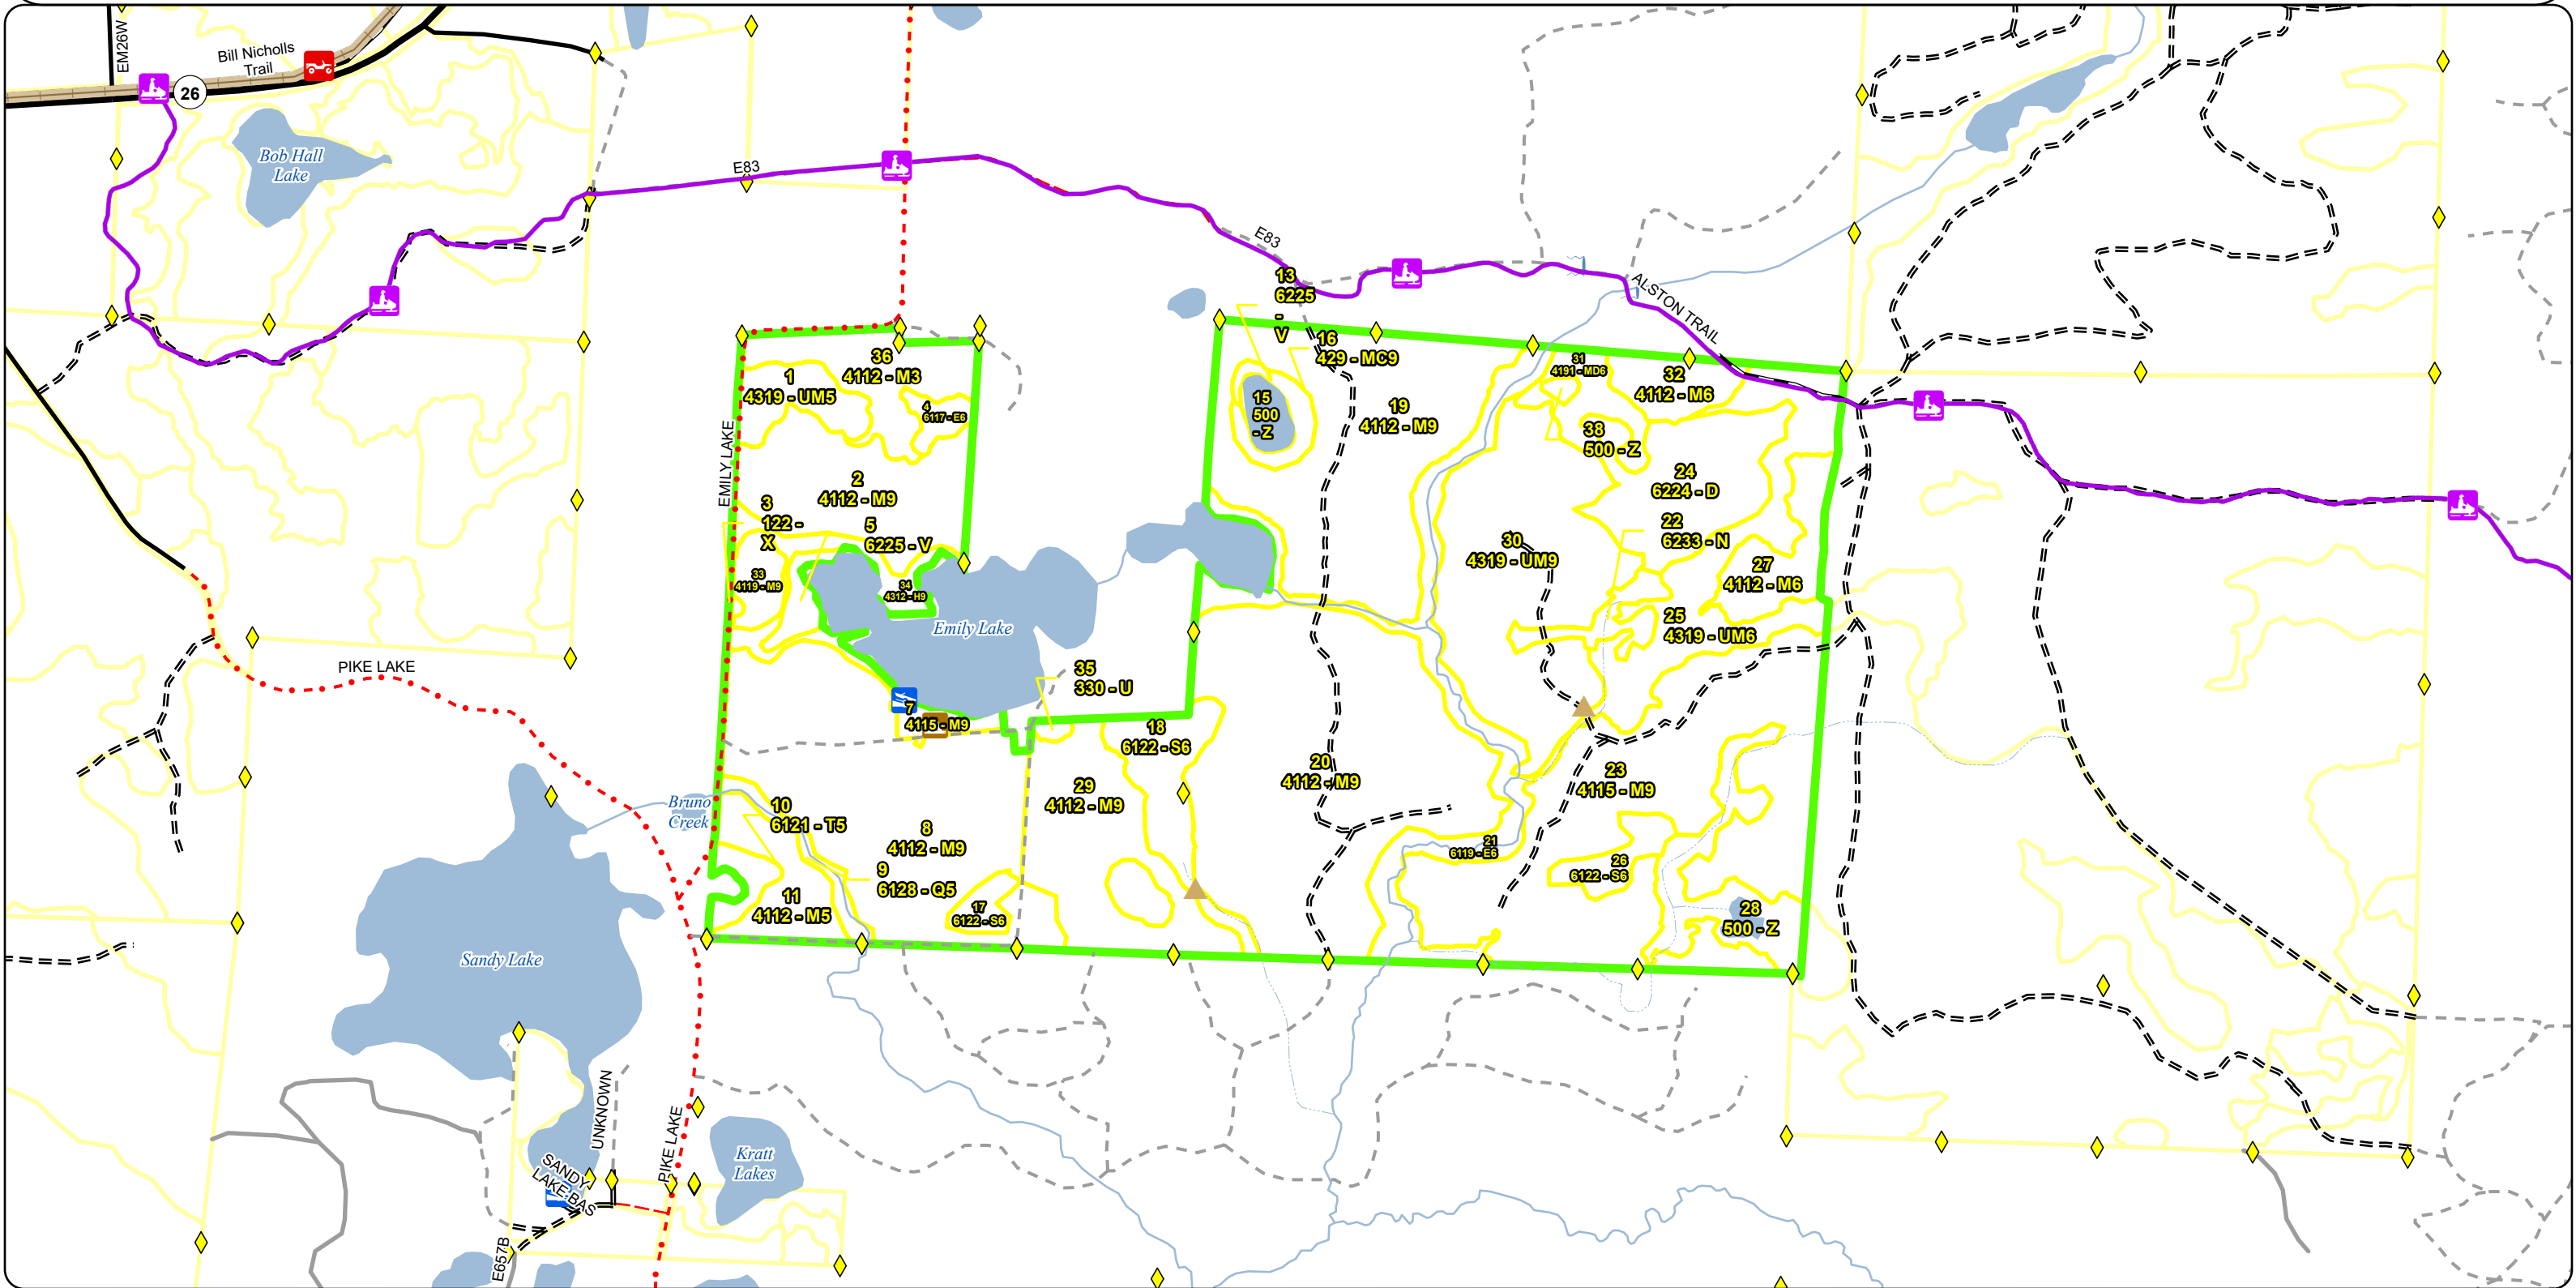 EM26W
Bill Nicholls
Trail
26
Bob Hall
Lake
E83
E83
ALSTON TRAIL
13
6225
-
V
16
429 - MC9
31
4191 - MD6
32
4112 - M6
36
4112 - M3
1
4319 - UM5
4
6117 - E6
15
500
- Z
19
4112 - M9
38
500 - Z
EMILY LAKE
2
4112 - M9
24
6224 - D
3
122 -
X
5
6225 - V
22
6233 - N
30
4319 - UM9
27
4112 - M6
33
4119 - M9
34
4312 - H9
Emily Lake
25
4319 - UM6
PIKE LAKE
35
330 - U
7
4115 - M9
18
6122 - S6
20
4112 - M9
23
4115 - M9
29
4112 - M9
Bruno
Creek
10
6121 - T5
8
4112 - M9
21
6119 - E6
9
6128 - Q5
26
6122 - S6
11
4112 - M5
17
6122 - S6
28
500 - Z
Sandy Lake
UNKNOWN
PIKE LAKE
Kratt
Lakes
SANDY
LAKE BAS
E657B